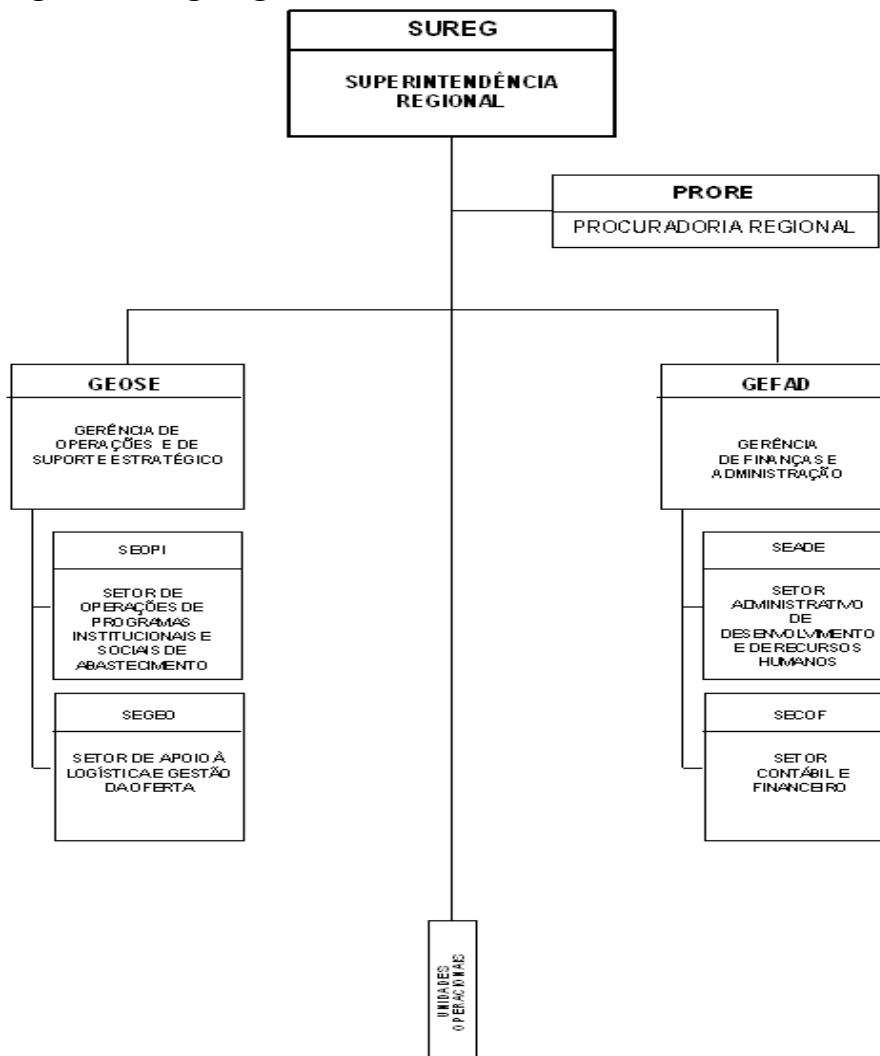 SUREG
SUPERINTENDÊNCIA
REGIONAL
PRORE
PROCURADORIA REGIONAL
GEOSE
GERÊNCIA DE
OPERAÇÕES E DE
SUPORTE ESTRATÉGICO
GEFAD
GERÊNCIA
DE FINANÇAS E
ADMINISTRAÇÃO
SEOPI
SETOR DE
OPERAÇÕES DE
PROGRAMAS
INSTITUCIONAIS E
SOCIAIS DE
ABASTECIMENTO
SEADE
SETOR
ADMINISTRATIVO
DE
DESENVOLVIMENTO
E DE RECURSOS
HUMANOS
SEGEO
SETOR DE APOIO À
LOGÍSTICA E GESTÃO
DA OFERTA
SECOF
SETOR
CONTÁBIL E
FINANCEIRO
UNIDADES
OPERACIONAIS